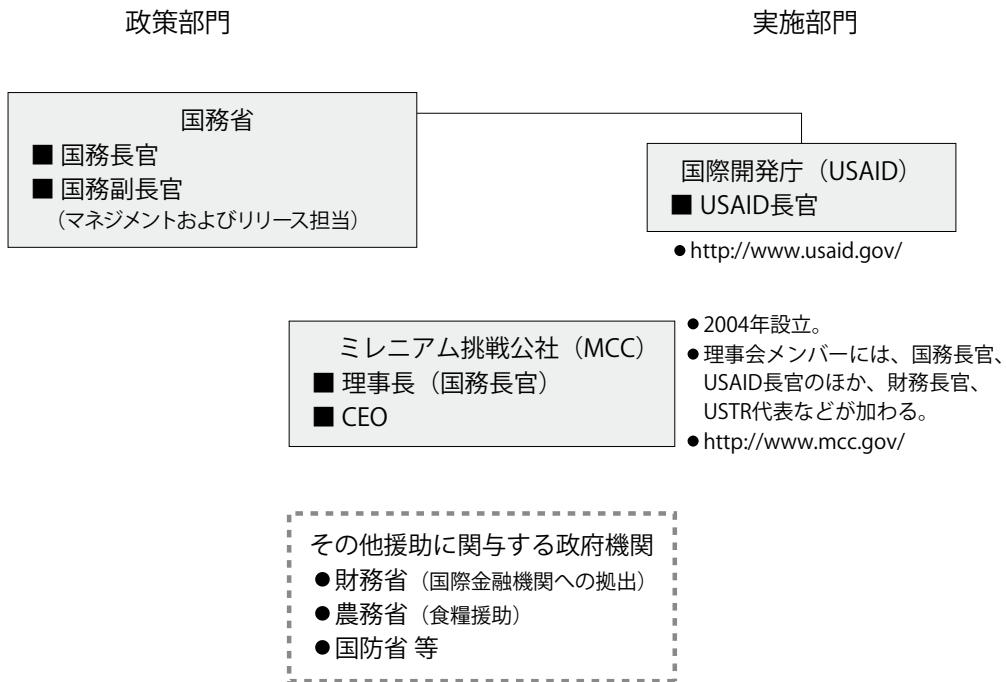 政策部門
実施部門
国務省
■ 国務長官
■ 国務副長官
（マネジメントおよびリリース担当）
国際開発庁（USAID）
■ USAID長官
● http://www.usaid.gov/
ミレニアム挑戦公社（MCC）
■ 理事長（国務長官）
■ CEO
● 2004年設立。
● 理事会メンバーには、国務長官、
USAID長官のほか、財務長官、
USTR代表などが加わる。
● http://www.mcc.gov/
その他援助に関与する政府機関
● 財務省（国際金融機関への拠出）
● 農務省（食糧援助）
● 国防省 等